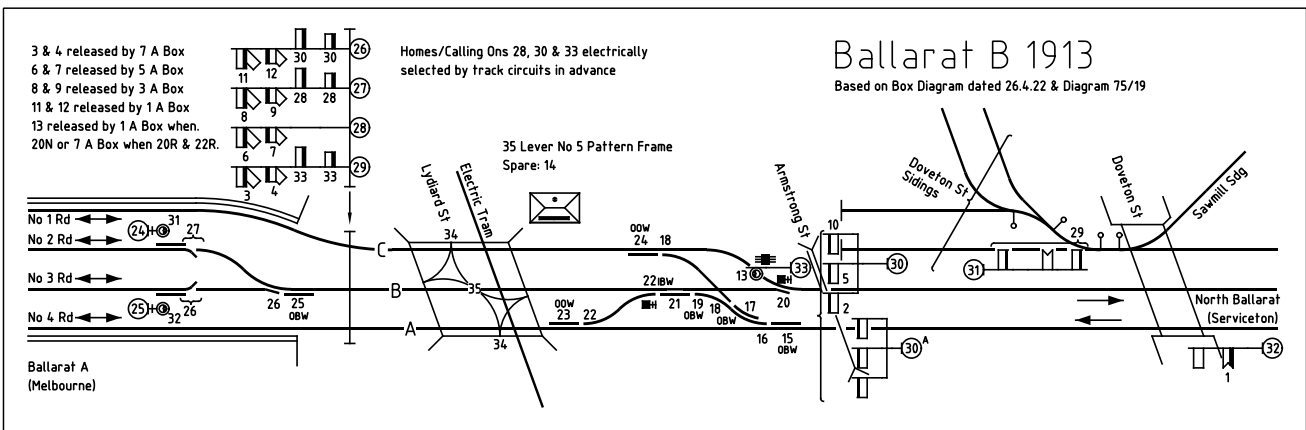 Ballarat B 1913
Based on Box Diagram dated 26.4.22 & Diagram 75/19
3 & 4 released by 7 A Box
6 & 7 released by 5 A Box
8 & 9 released by 3 A Box
11 & 12 released by 1 A Box
13 released by 1 A Box when.
20N or 7 A Box when 20R & 22R.
11 12 30 30 26
8 9 28 28 27
6 7 28
3 4 33 33 29
Homes/Calling Ons 28, 30 & 33 electrically
selected by track circuits in advance
35 Lever No 5 Pattern Frame
Spare: 14
Lydiard St
Electric Tram
Armstrong St
Doveton St
Sidings
Doveton St
Sawmill Sdg
No 1 Rd
24 31 27
No 2 Rd
No 3 Rd
25 32 26
No 4 Rd
26 25
OBW
C
B
A
34
35
34
OOW
24 18
OOW
23 22
22 IBW
21 19
OBW
18
OBW
17
16 15
OBW
13 33
20
10
5
2
30
30A
31
29
32
1
North Ballarat
(Serviceton)
Ballarat A
(Melbourne)